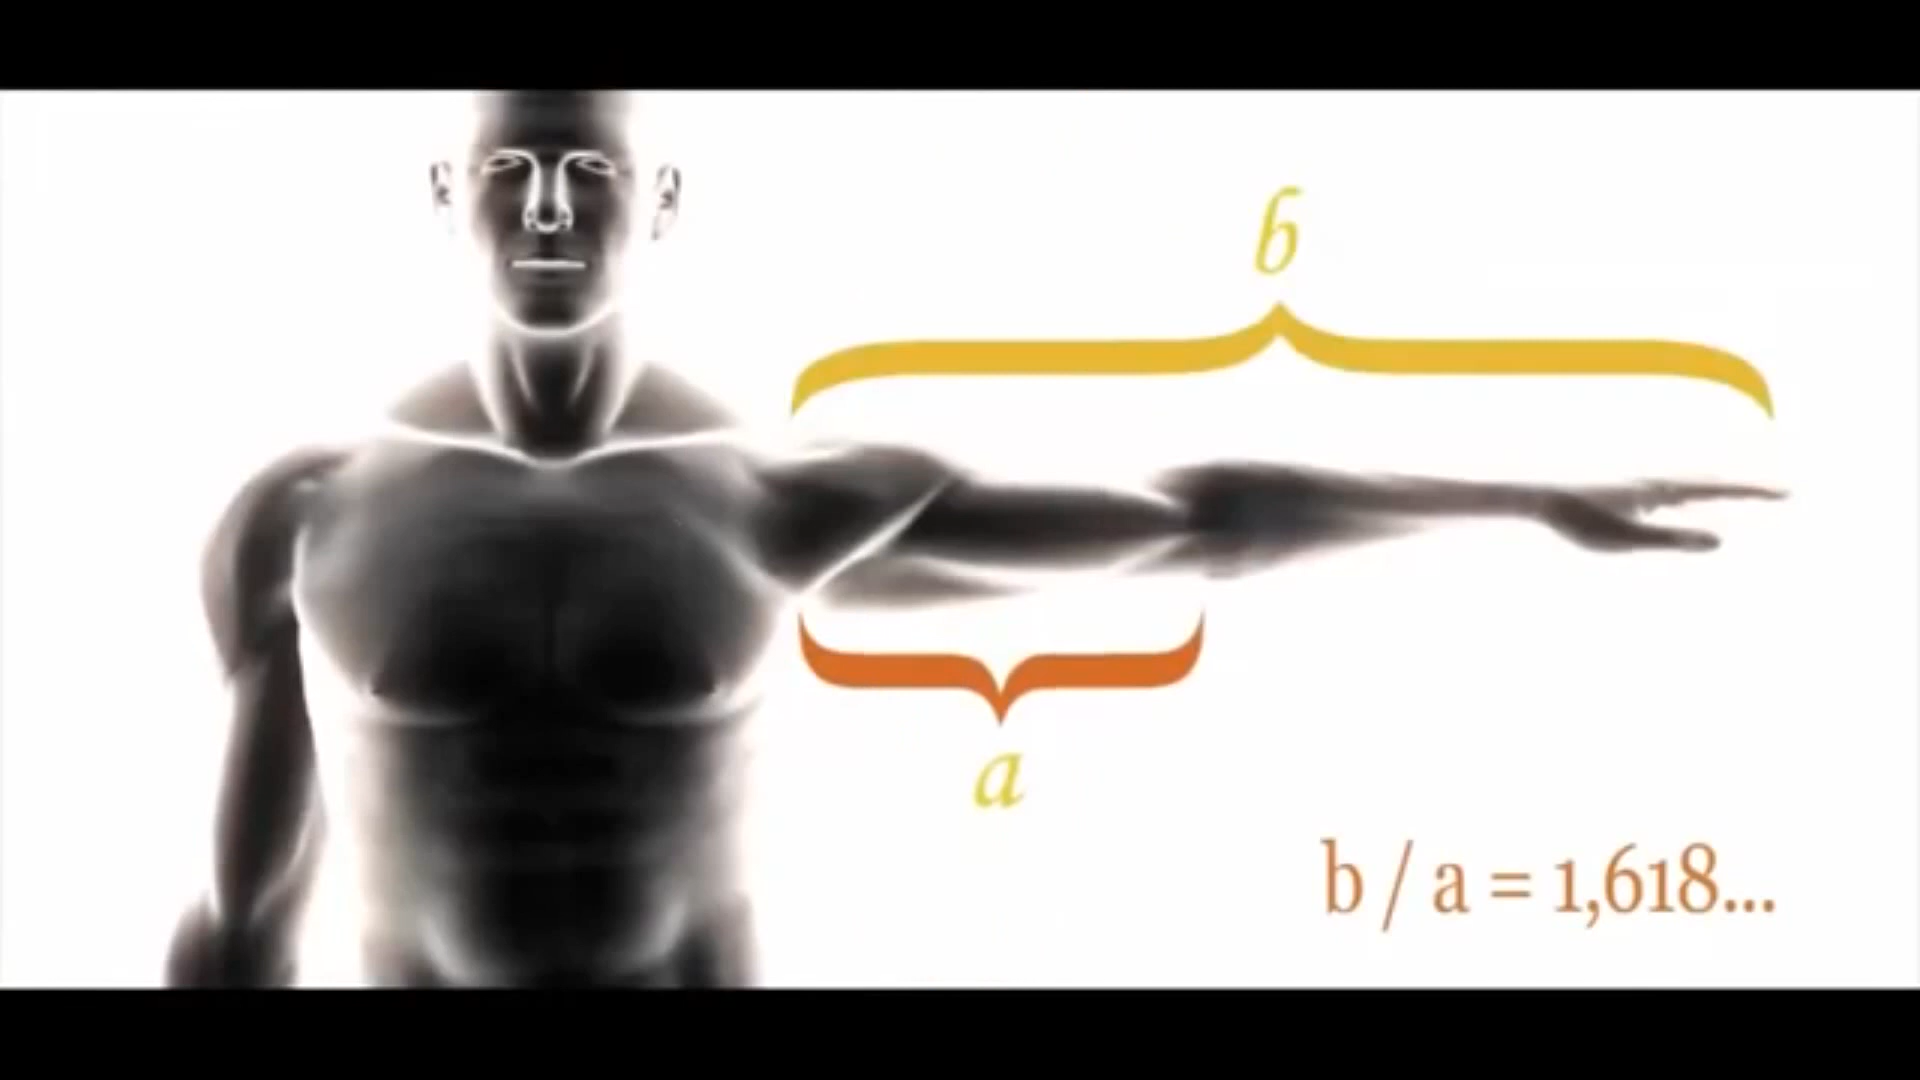 b
a
b / a = 1,618...